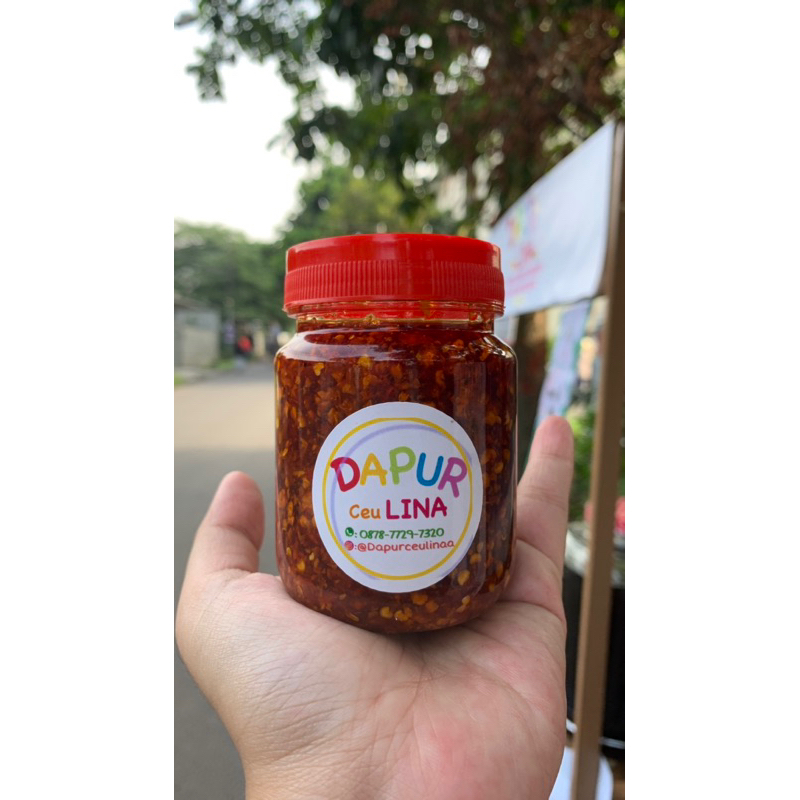 DAPUR
Ceu LINA
: 0878-7729-7320
:@Dapurceulinaa